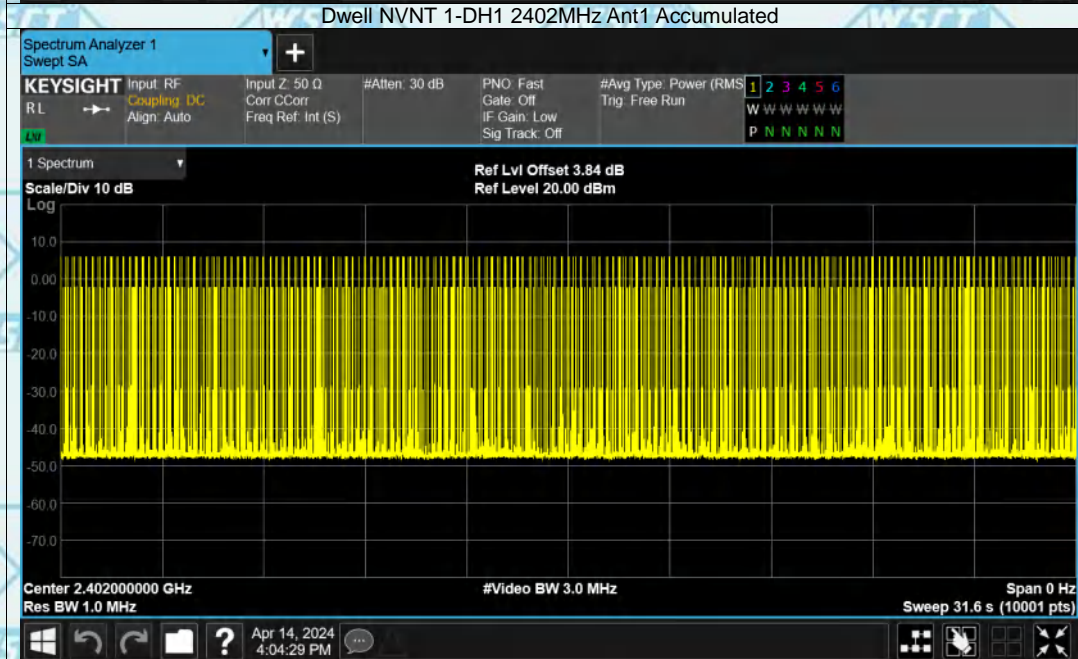 Dwell NVNT 1-DH1 2402MHz Ant1 Accumulated
Spectrum Analyzer 1
Swept SA
+
KEYSIGHT Input: RF Input Z: 50 Ω #Atten: 30 dB PNO: Fast #Avg Type: Power (RMS 1 2 3 4 5 6
R L Coupling: DC Corr CCorr Gate: Off Trig: Free Run W W W W W W
Align: Auto Freq Ref: Int (S) IF Gain: Low
Sig Track: Off P N N N N N
1 Spectrum Ref Lvl Offset 3.84 dB
Scale/Div 10 dB Ref Level 20.00 dBm
Log
10.0
0.00
-10.0
-20.0
-30.0
-40.0
-50.0
-60.0
-70.0
Center 2.402000000 GHz #Video BW 3.0 MHz Span 0 Hz
Res BW 1.0 MHz Sweep 31.6 s (10001 pts)
? Apr 14, 2024
4:04:29 PM